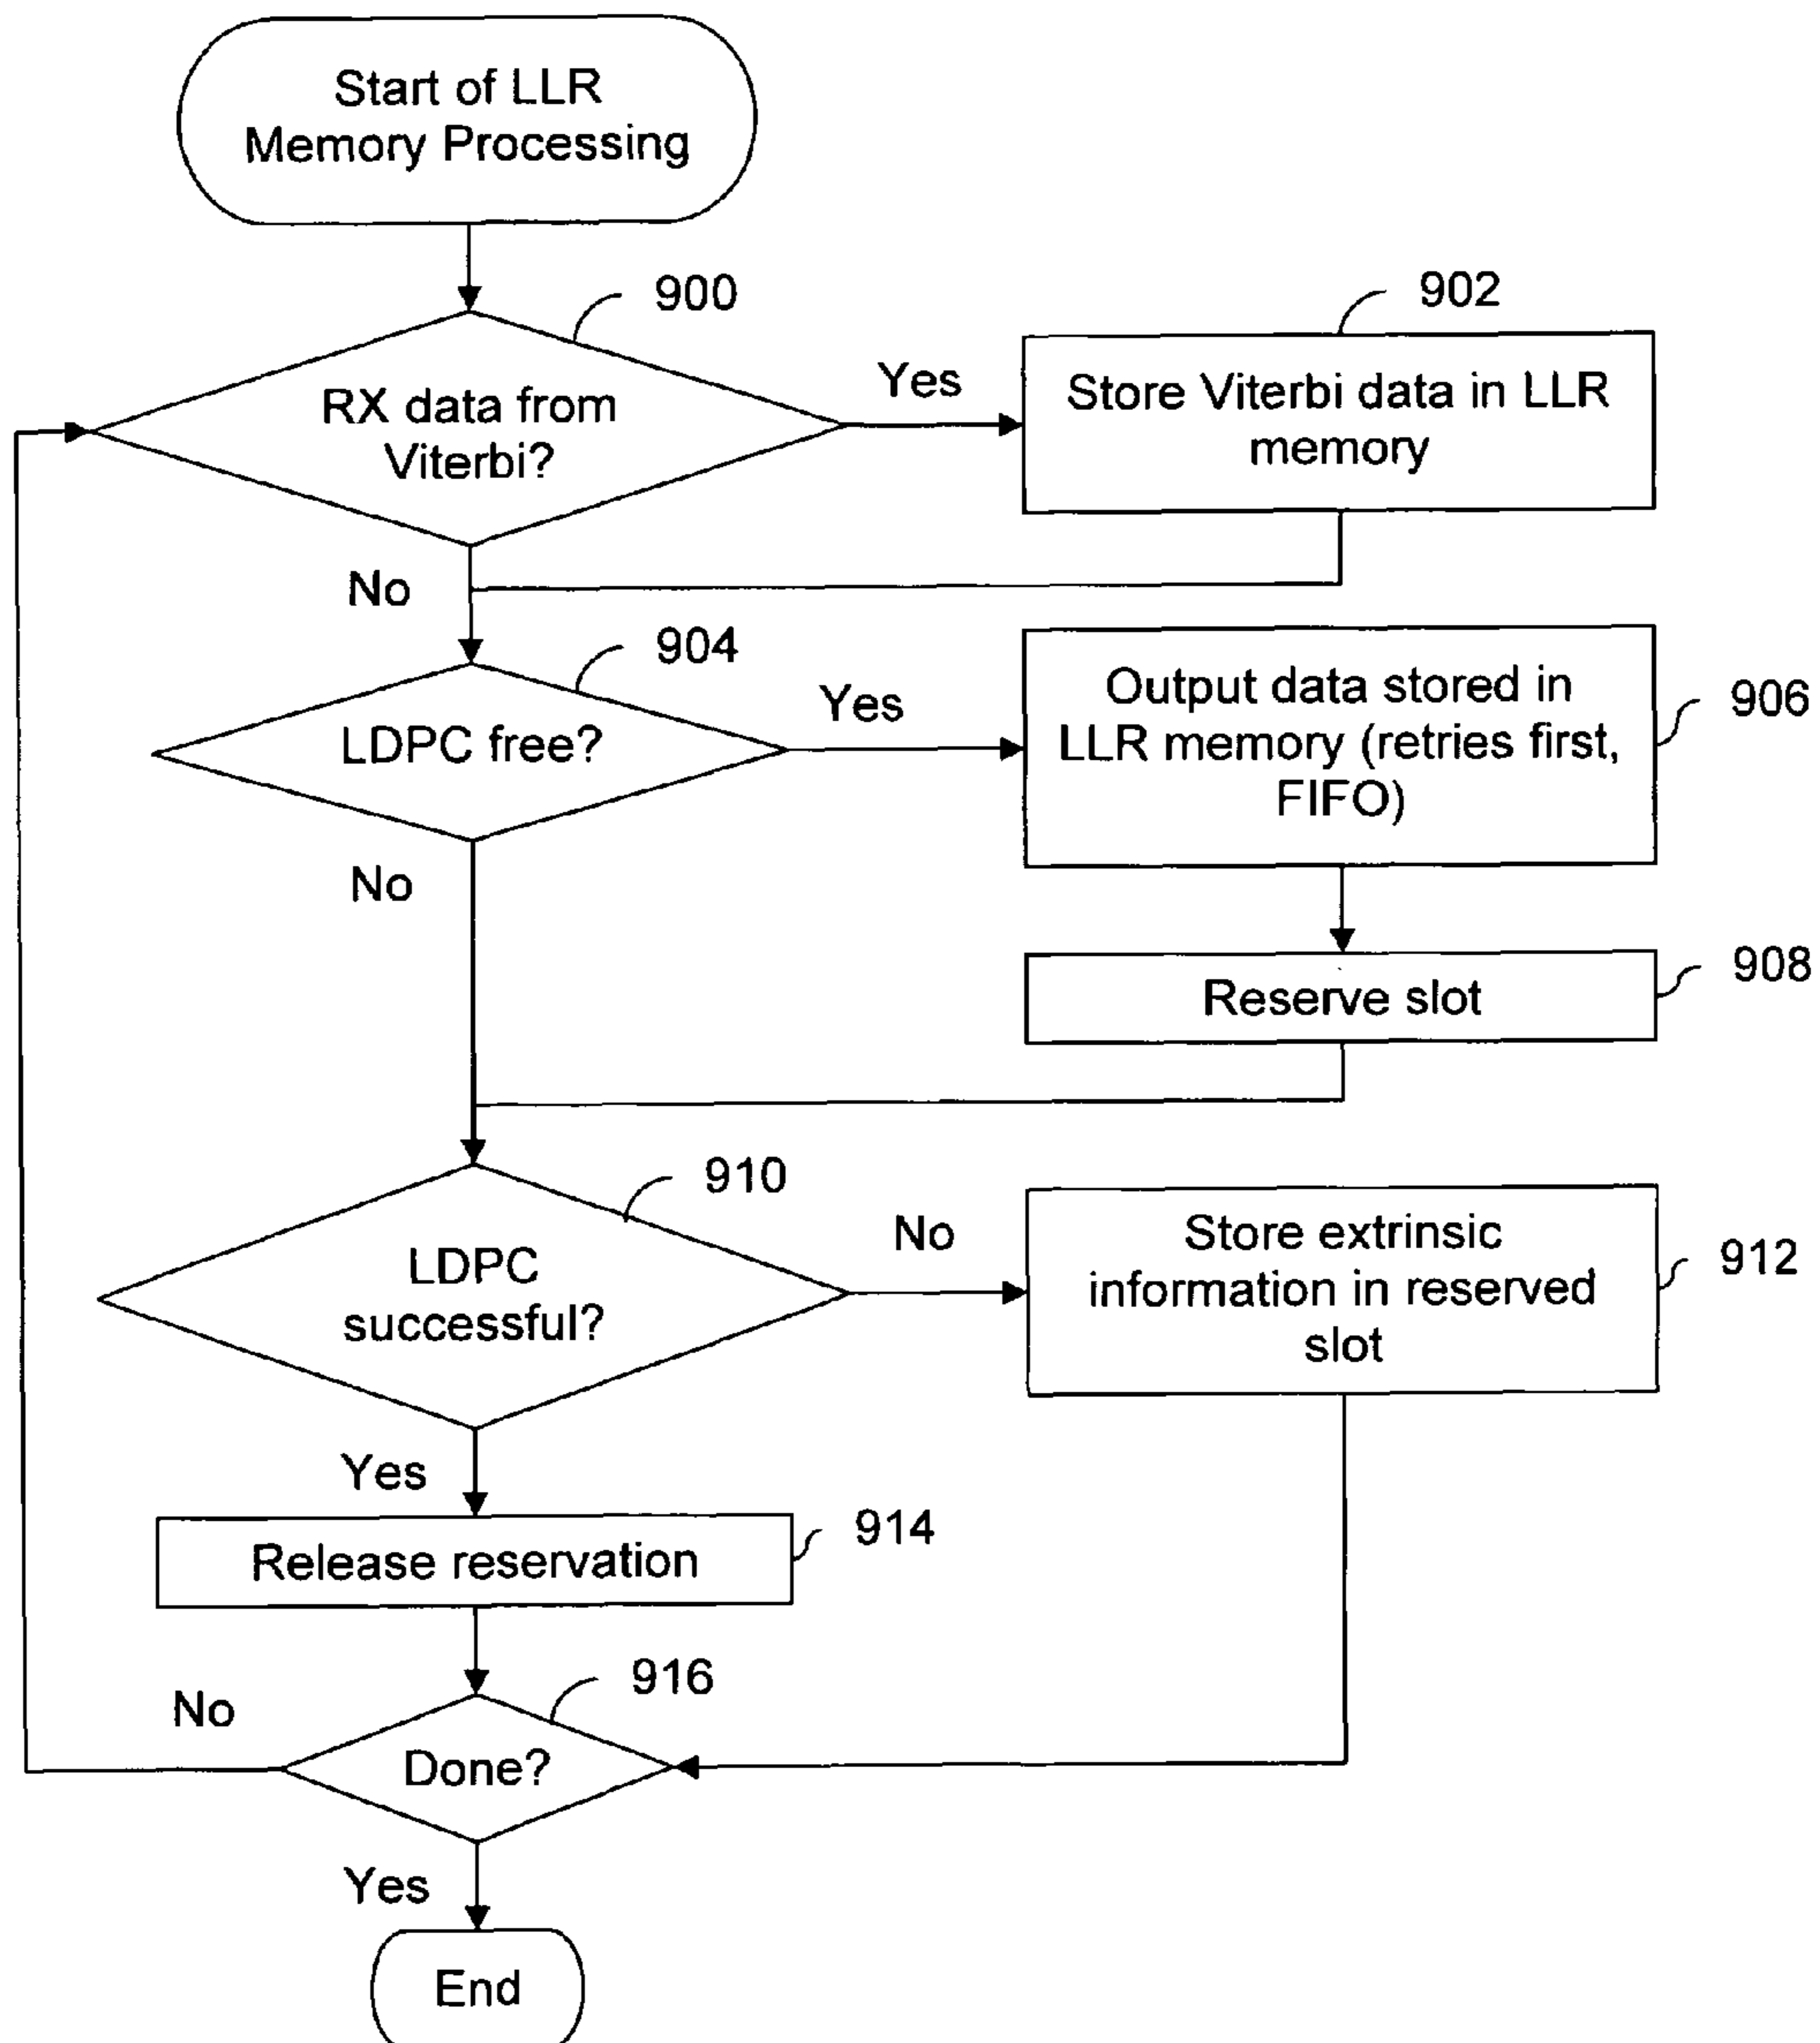 Start of LLR
Memory Processing
900
RX data from
Viterbi?
Yes
902
Store Viterbi data in LLR
memory
No
904
LDPC free?
Yes
Output data stored in
LLR memory (retries first,
FIFO)
906
No
Reserve slot
908
910
LDPC
successful?
No
Store extrinsic
information in reserved
slot
912
Yes
Release reservation
914
916
No
Done?
Yes
End